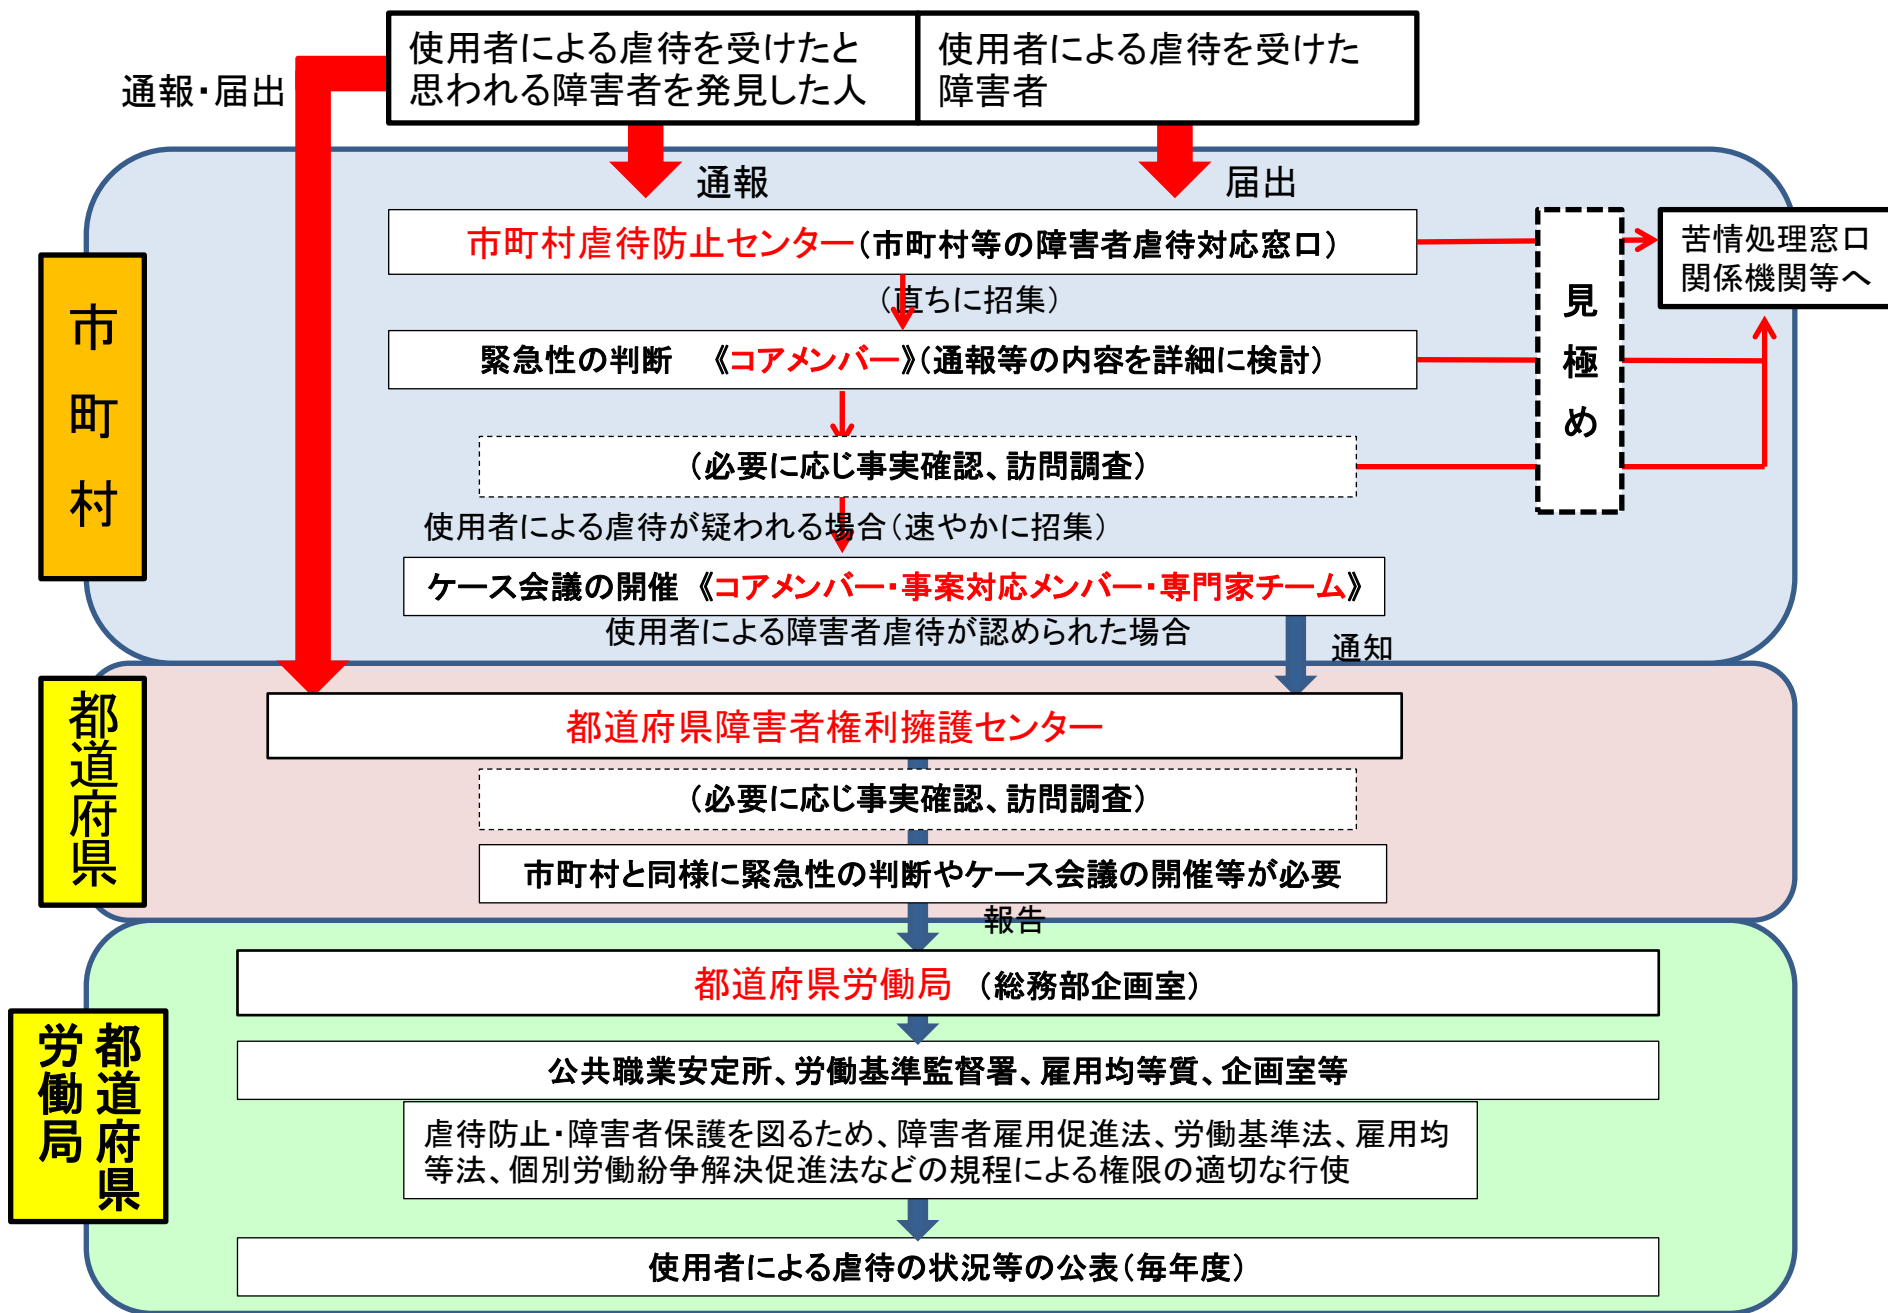 使用者による虐待を受けたと
思われる障害者を発見した人
使用者による虐待を受けた
障害者
通報・届出
通報
届出
市町村
市町村虐待防止センター(市町村等の障害者虐待対応窓口)
(直ちに招集)
緊急性の判断　《コアメンバー》(通報等の内容を詳細に検討)
(必要に応じ事実確認、訪問調査)
見極め
苦情処理窓口
関係機関等へ
使用者による虐待が疑われる場合(速やかに招集)
ケース会議の開催《コアメンバー・事案対応メンバー・専門家チーム》
使用者による障害者虐待が認められた場合
通知
都道府県
都道府県障害者権利擁護センター
(必要に応じ事実確認、訪問調査)
市町村と同様に緊急性の判断やケース会議の開催等が必要
報告
都道府県
労働局
都道府県労働局 (総務部企画室)
公共職業安定所、労働基準監督署、雇用均等質、企画室等
虐待防止・障害者保護を図るため、障害者雇用促進法、労働基準法、雇用均
等法、個別労働紛争解決促進法などの規程による権限の適切な行使
使用者による虐待の状況等の公表(毎年度)